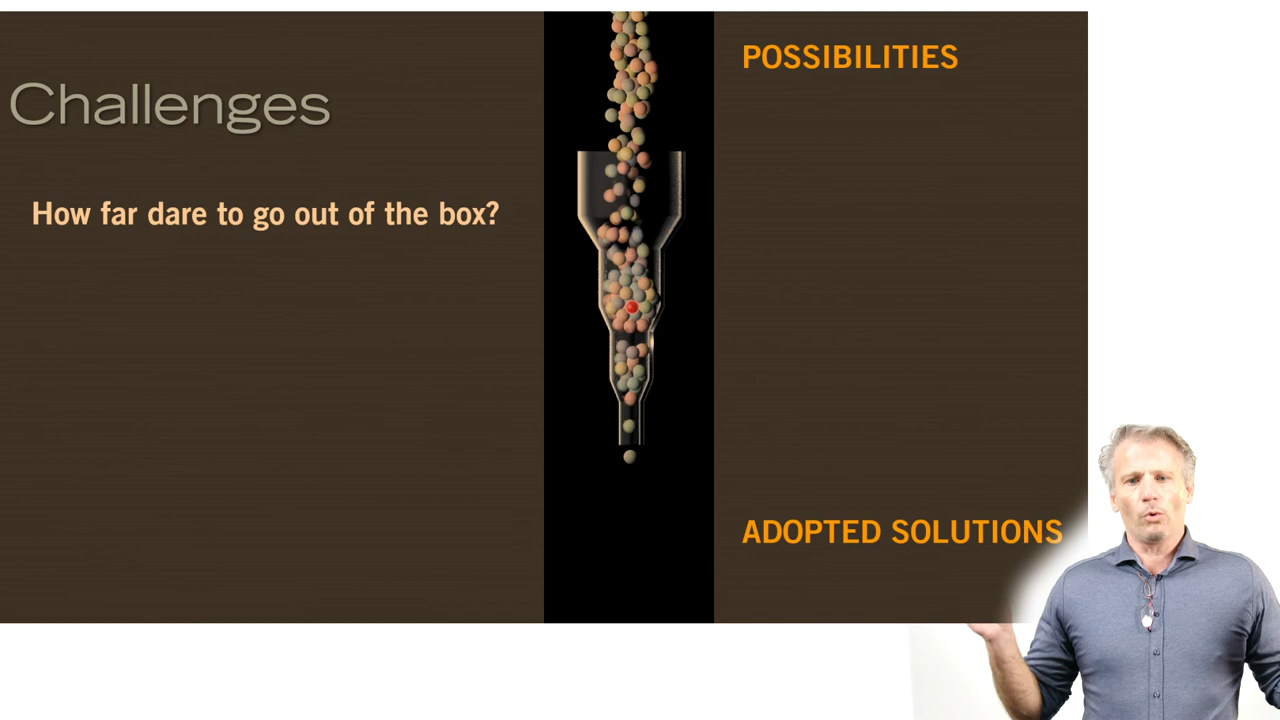 Challenges
How far dare to go out of the box?
POSSIBILITIES
ADOPTED SOLUTIONS